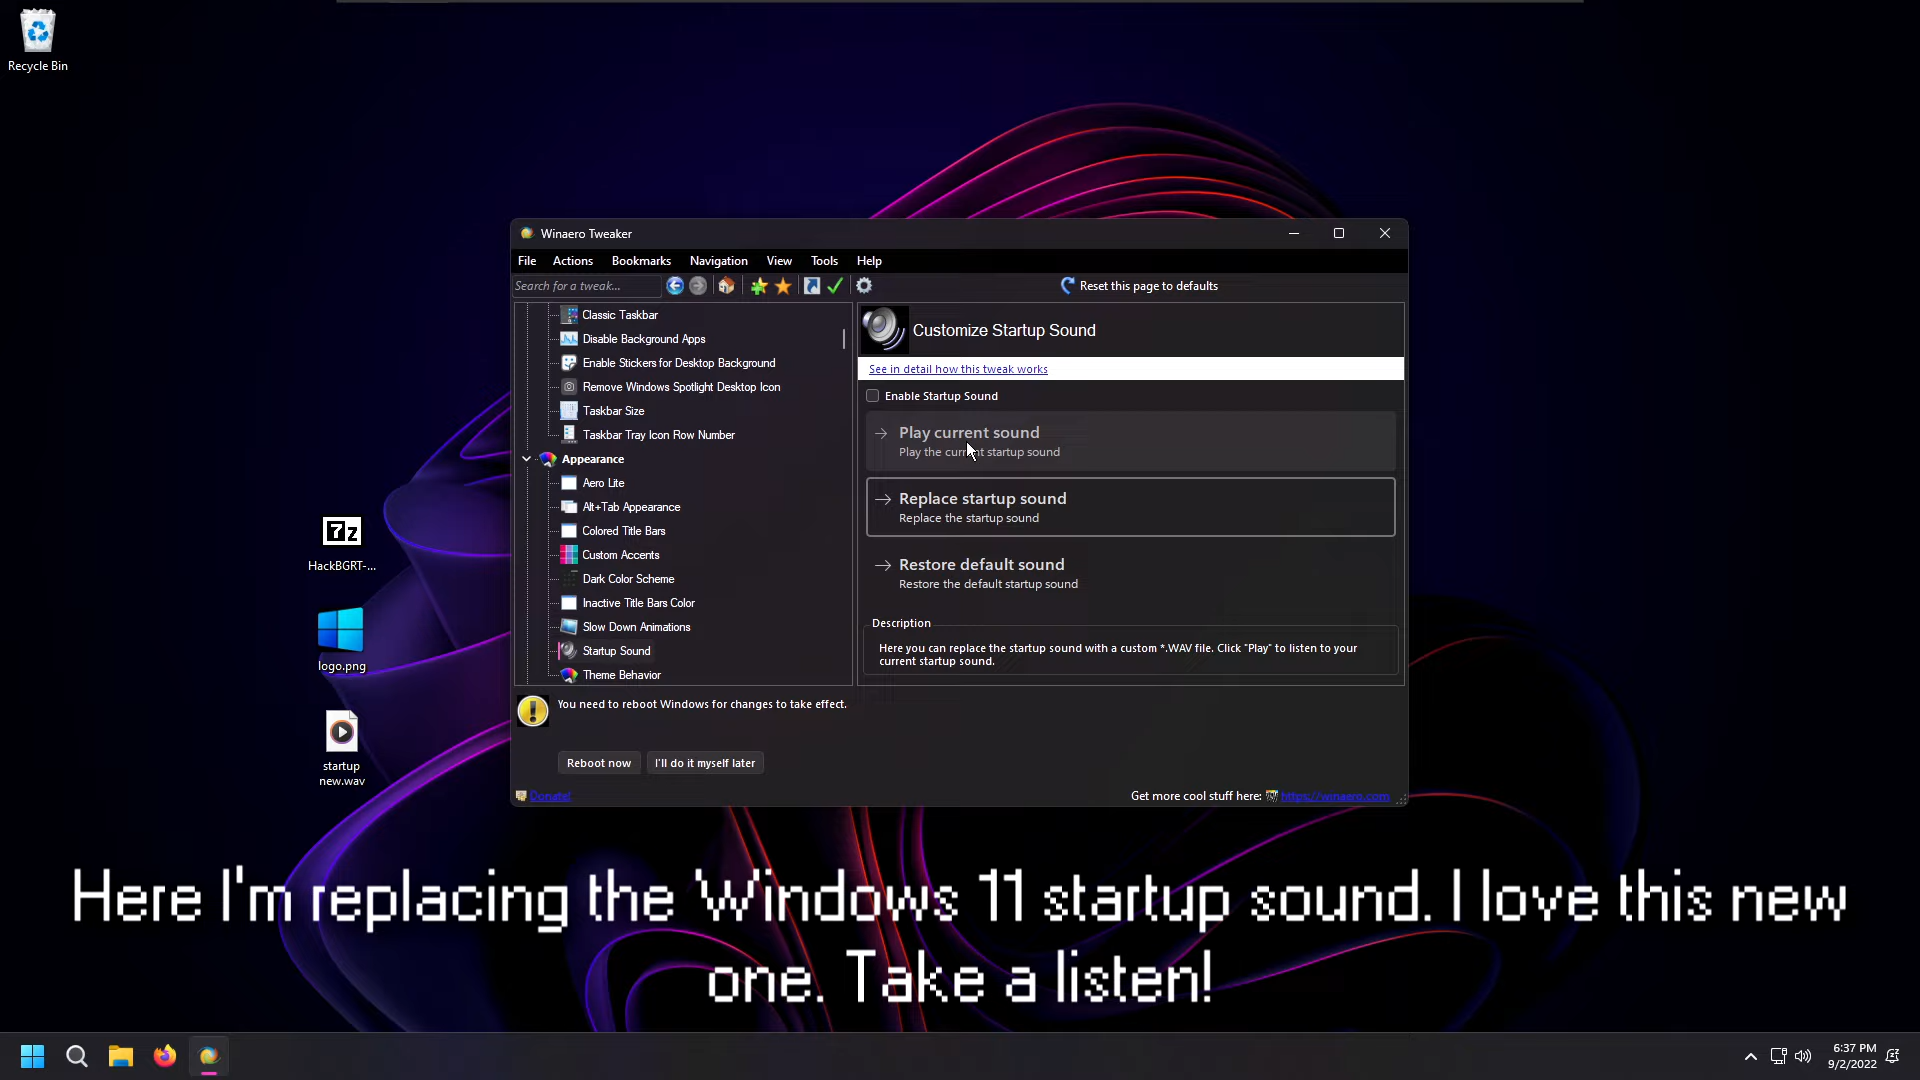 Recycle Bin
Winaero Tweaker
File Actions Bookmarks Navigation View Tools Help
Search for a tweak...
Reset this page to defaults
Classic Taskbar
Disable Background Apps
Enable Stickers for Desktop Background
Remove Windows Spotlight Desktop Icon
Taskbar Size
Taskbar Tray Icon Row Number
Appearance
Aero Lite
Alt+Tab Appearance
Colored Title Bars
Custom Accents
Dark Color Scheme
Inactive Title Bars Color
Slow Down Animations
Startup Sound
Theme Behavior
Customize Startup Sound
See in detail how this tweak works
Enable Startup Sound
Play current sound
Play the current startup sound
Replace startup sound
Replace the startup sound
Restore default sound
Restore the default startup sound
Description
Here you can replace the startup sound with a custom *.WAV file. Click "Play" to listen to your
current startup sound.
You need to reboot Windows for changes to take effect.
Reboot now
I'll do it myself later
Donate!
Get more cool stuff here: https://winaero.com
7z
HackBGRT-...
logo.png
startup
new.wav
Here I'm replacing the Windows 11 startup sound. I love this new
one. Take a listen!
6:37 PM
9/2/2022